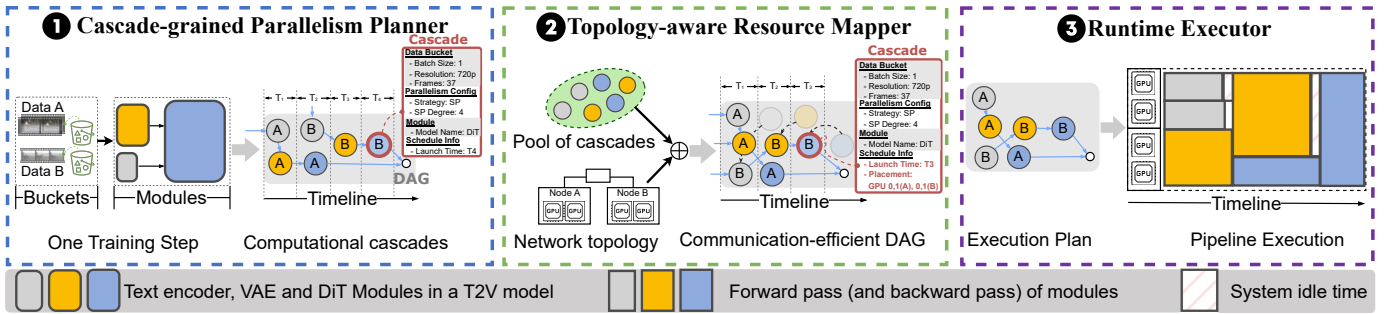 1 Cascade-grained Parallelism Planner
Data A
Data B
Buckets
Modules
One Training Step
T₁ T₂ T₃ T₄
A B
A B B
A A
DAG
Timeline
Computational cascades
Cascade
Data Bucket
- Batch Size: 1
- Resolution: 720p
- Frames: 37
Parallelism Config
- Strategy: SP
- SP Degree: 4
Module
- Model Name: DiT
Schedule Info
- Launch Time: T4
2 Topology-aware Resource Mapper
Pool of cascades
Node A Node B
GPU GPU GPU GPU
Network topology
T₁ T₂ T₃
A
A B B
B A
Timeline
Communication-efficient DAG
Cascade
Data Bucket
- Batch Size: 1
- Resolution: 720p
- Frames: 37
Parallelism Config
- Strategy: SP
- SP Degree: 4
Module
- Model Name: DiT
Schedule Info
- Launch Time: T3
- Placement:
GPU 0,1(A), 0,1(B)
3 Runtime Executor
A
A B B
B A
Execution Plan
GPU
GPU
GPU
GPU
Timeline
Pipeline Execution
Text encoder, VAE and DiT Modules in a T2V model
Forward pass (and backward pass) of modules
System idle time